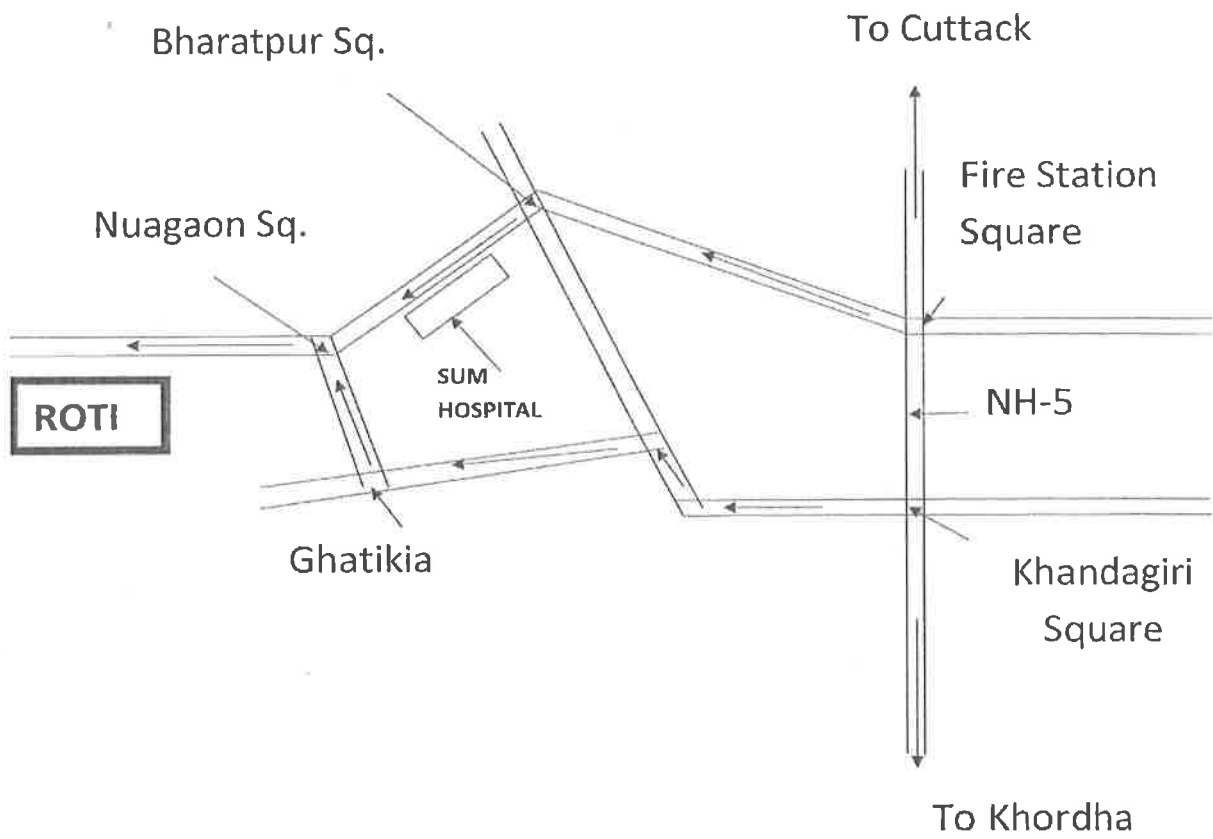 To Cuttack
Bharatpur Sq.
Fire Station
Square
Nuagaon Sq.
SUM
HOSPITAL
NH-5
ROTI
Ghatikia
Khandagiri
Square
To Khordha